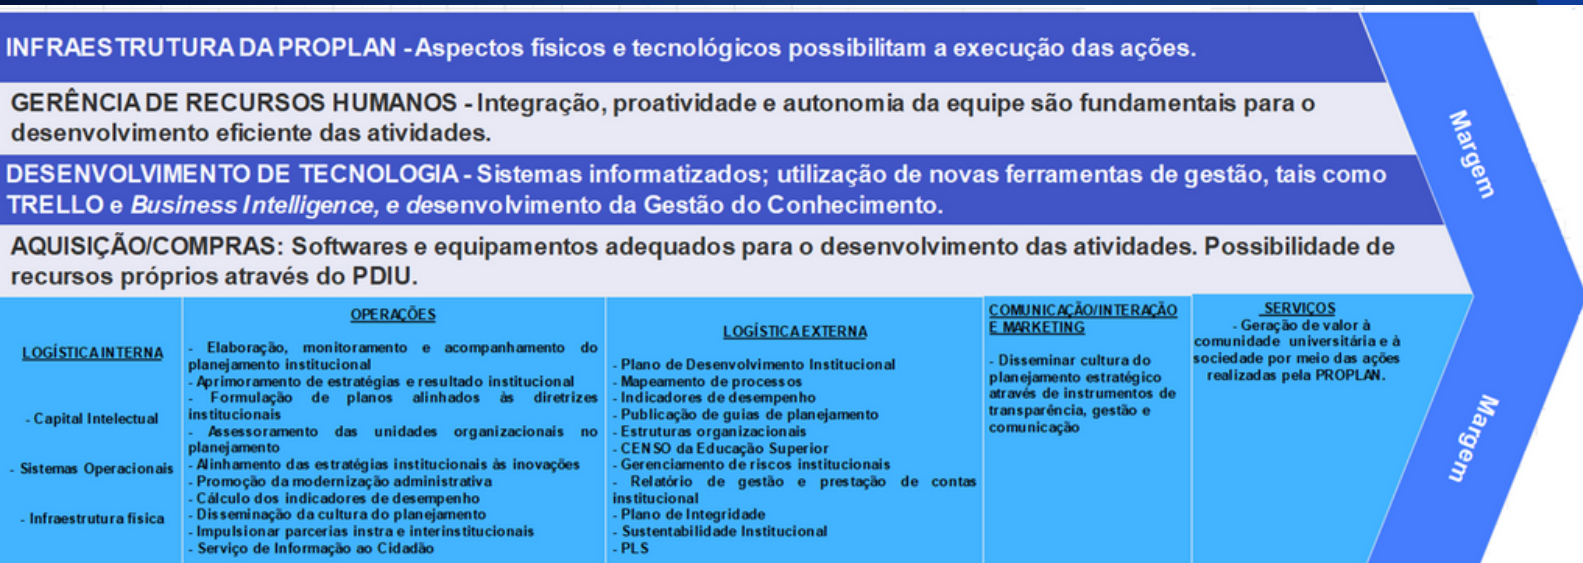 INFRAESTRUTURA DA PROPLAN - Aspectos físicos e tecnológicos possibilitam a execução das ações.
GERÊNCIA DE RECURSOS HUMANOS - Integração, proatividade e autonomia da equipe são fundamentais para o
desenvolvimento eficiente das atividades.
DESENVOLVIMENTO DE TECNOLOGIA - Sistemas informatizados; utilização de novas ferramentas de gestão, tais como
TRELLO e Business Intelligence, e desenvolvimento da Gestão do Conhecimento.
AQUISIÇÃO/COMPRAS: Softwares e equipamentos adequados para o desenvolvimento das atividades. Possibilidade de
recursos próprios através do PDIU.
Margem
LOGÍSTICA INTERNA
- Capital Intelectual
- Sistemas Operacionais
- Infraestrutura física
OPERAÇÕES
- Elaboração, monitoramento e acompanhamento do
planejamento institucional
- Aprimoramento de estratégias e resultado institucional
- Formulação de planos alinhados às diretrizes
institucionais
- Assessoramento das unidades organizacionais no
planejamento
- Alinhamento das estratégias institucionais às inovações
- Promoção da modernização administrativa
- Cálculo dos indicadores de desempenho
- Disseminação da cultura do planejamento
- Impulsionar parcerias instra e interinstitucionais
- Serviço de Informação ao Cidadão
LOGÍSTICA EXTERNA
- Plano de Desenvolvimento Institucional
- Mapeamento de processos
- Indicadores de desempenho
- Publicação de guias de planejamento
- Estruturas organizacionais
- CENSO da Educação Superior
- Gerenciamento de riscos institucionais
- Relatório de gestão e prestação de contas
institucional
- Plano de Integridade
- Sustentabilidade Institucional
- PLS
COMUNICAÇÃO/INTERAÇÃO
E MARKETING
- Disseminar cultura do
planejamento estratégico
através de instrumentos de
transparência, gestão e
comunicação
SERVIÇOS
- Geração de valor à
comunidade universitária e à
sociedade por meio das ações
realizadas pela PROPLAN.
Margem